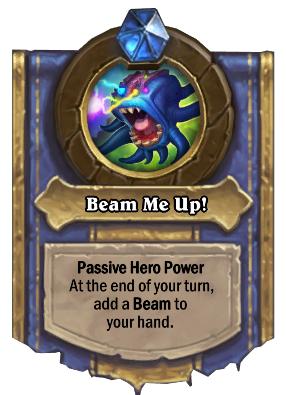 Beam Me Up!
Passive Hero Power
At the end of your turn,
add a Beam to
your hand.